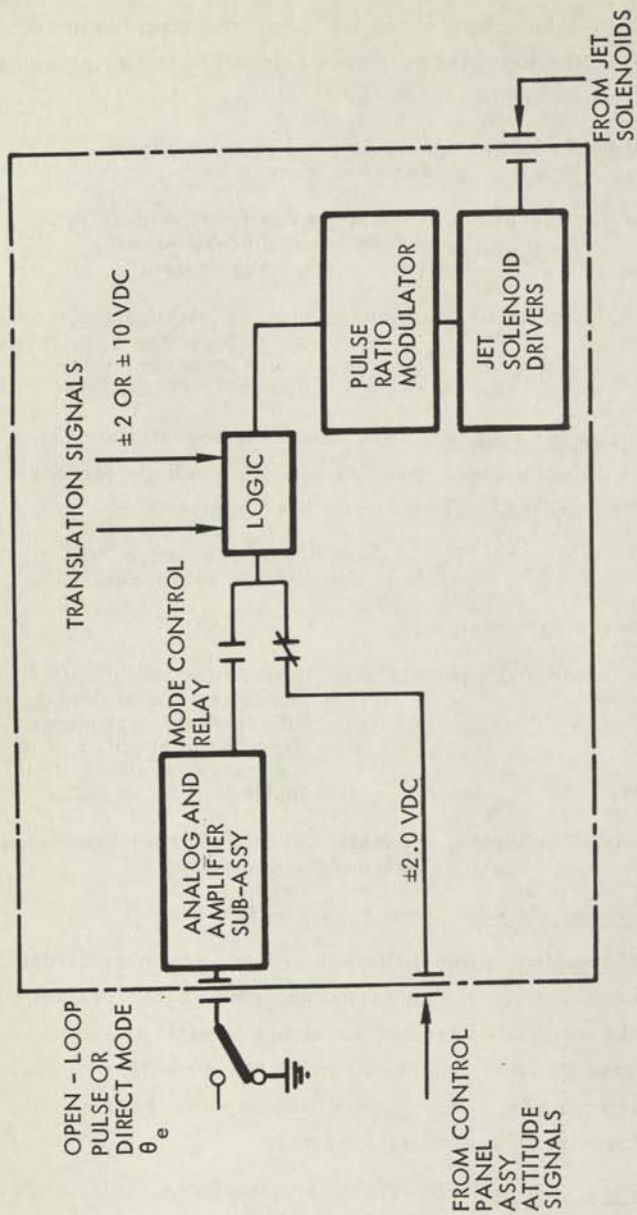 OPEN - LOOP
PULSE OR
DIRECT MODE
θe
ANALOG AND
AMPLIFIER
SUB-ASSY
MODE CONTROL
RELAY
TRANSLATION SIGNALS
±2 OR ± 10 VDC
LOGIC
PULSE
RATIO
MODULATOR
JET
SOLENOID
DRIVERS
FROM JET
SOLENOIDS
±2.0 VDC
FROM CONTROL
PANEL
ASSY
ATTITUDE
SIGNALS